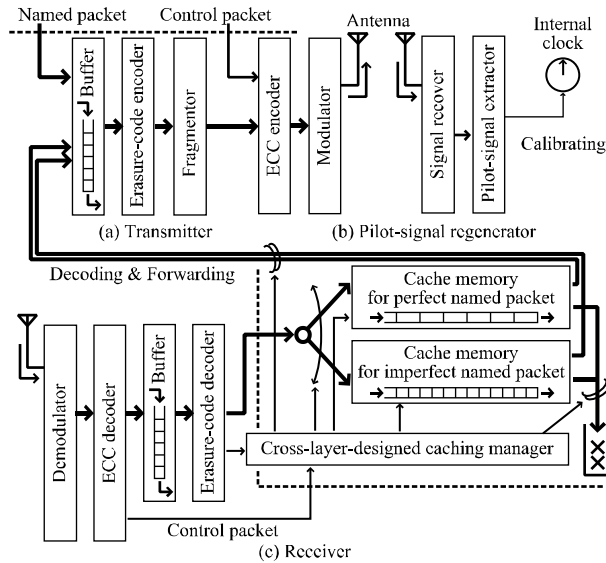 Named packet
Control packet
Antenna
Internal
clock
Buffer
Erasure-code encoder
Fragmentor
ECC encoder
Modulator
Signal recover
Pilot-signal extractor
Calibrating
(a) Transmitter
(b) Pilot-signal regenerator
Decoding & Forwarding
Cache memory
for perfect named packet
Cache memory
for imperfect named packet
Demodulator
ECC decoder
Buffer
Erasure-code decoder
Cross-layer-designed caching manager
Control packet
(c) Receiver